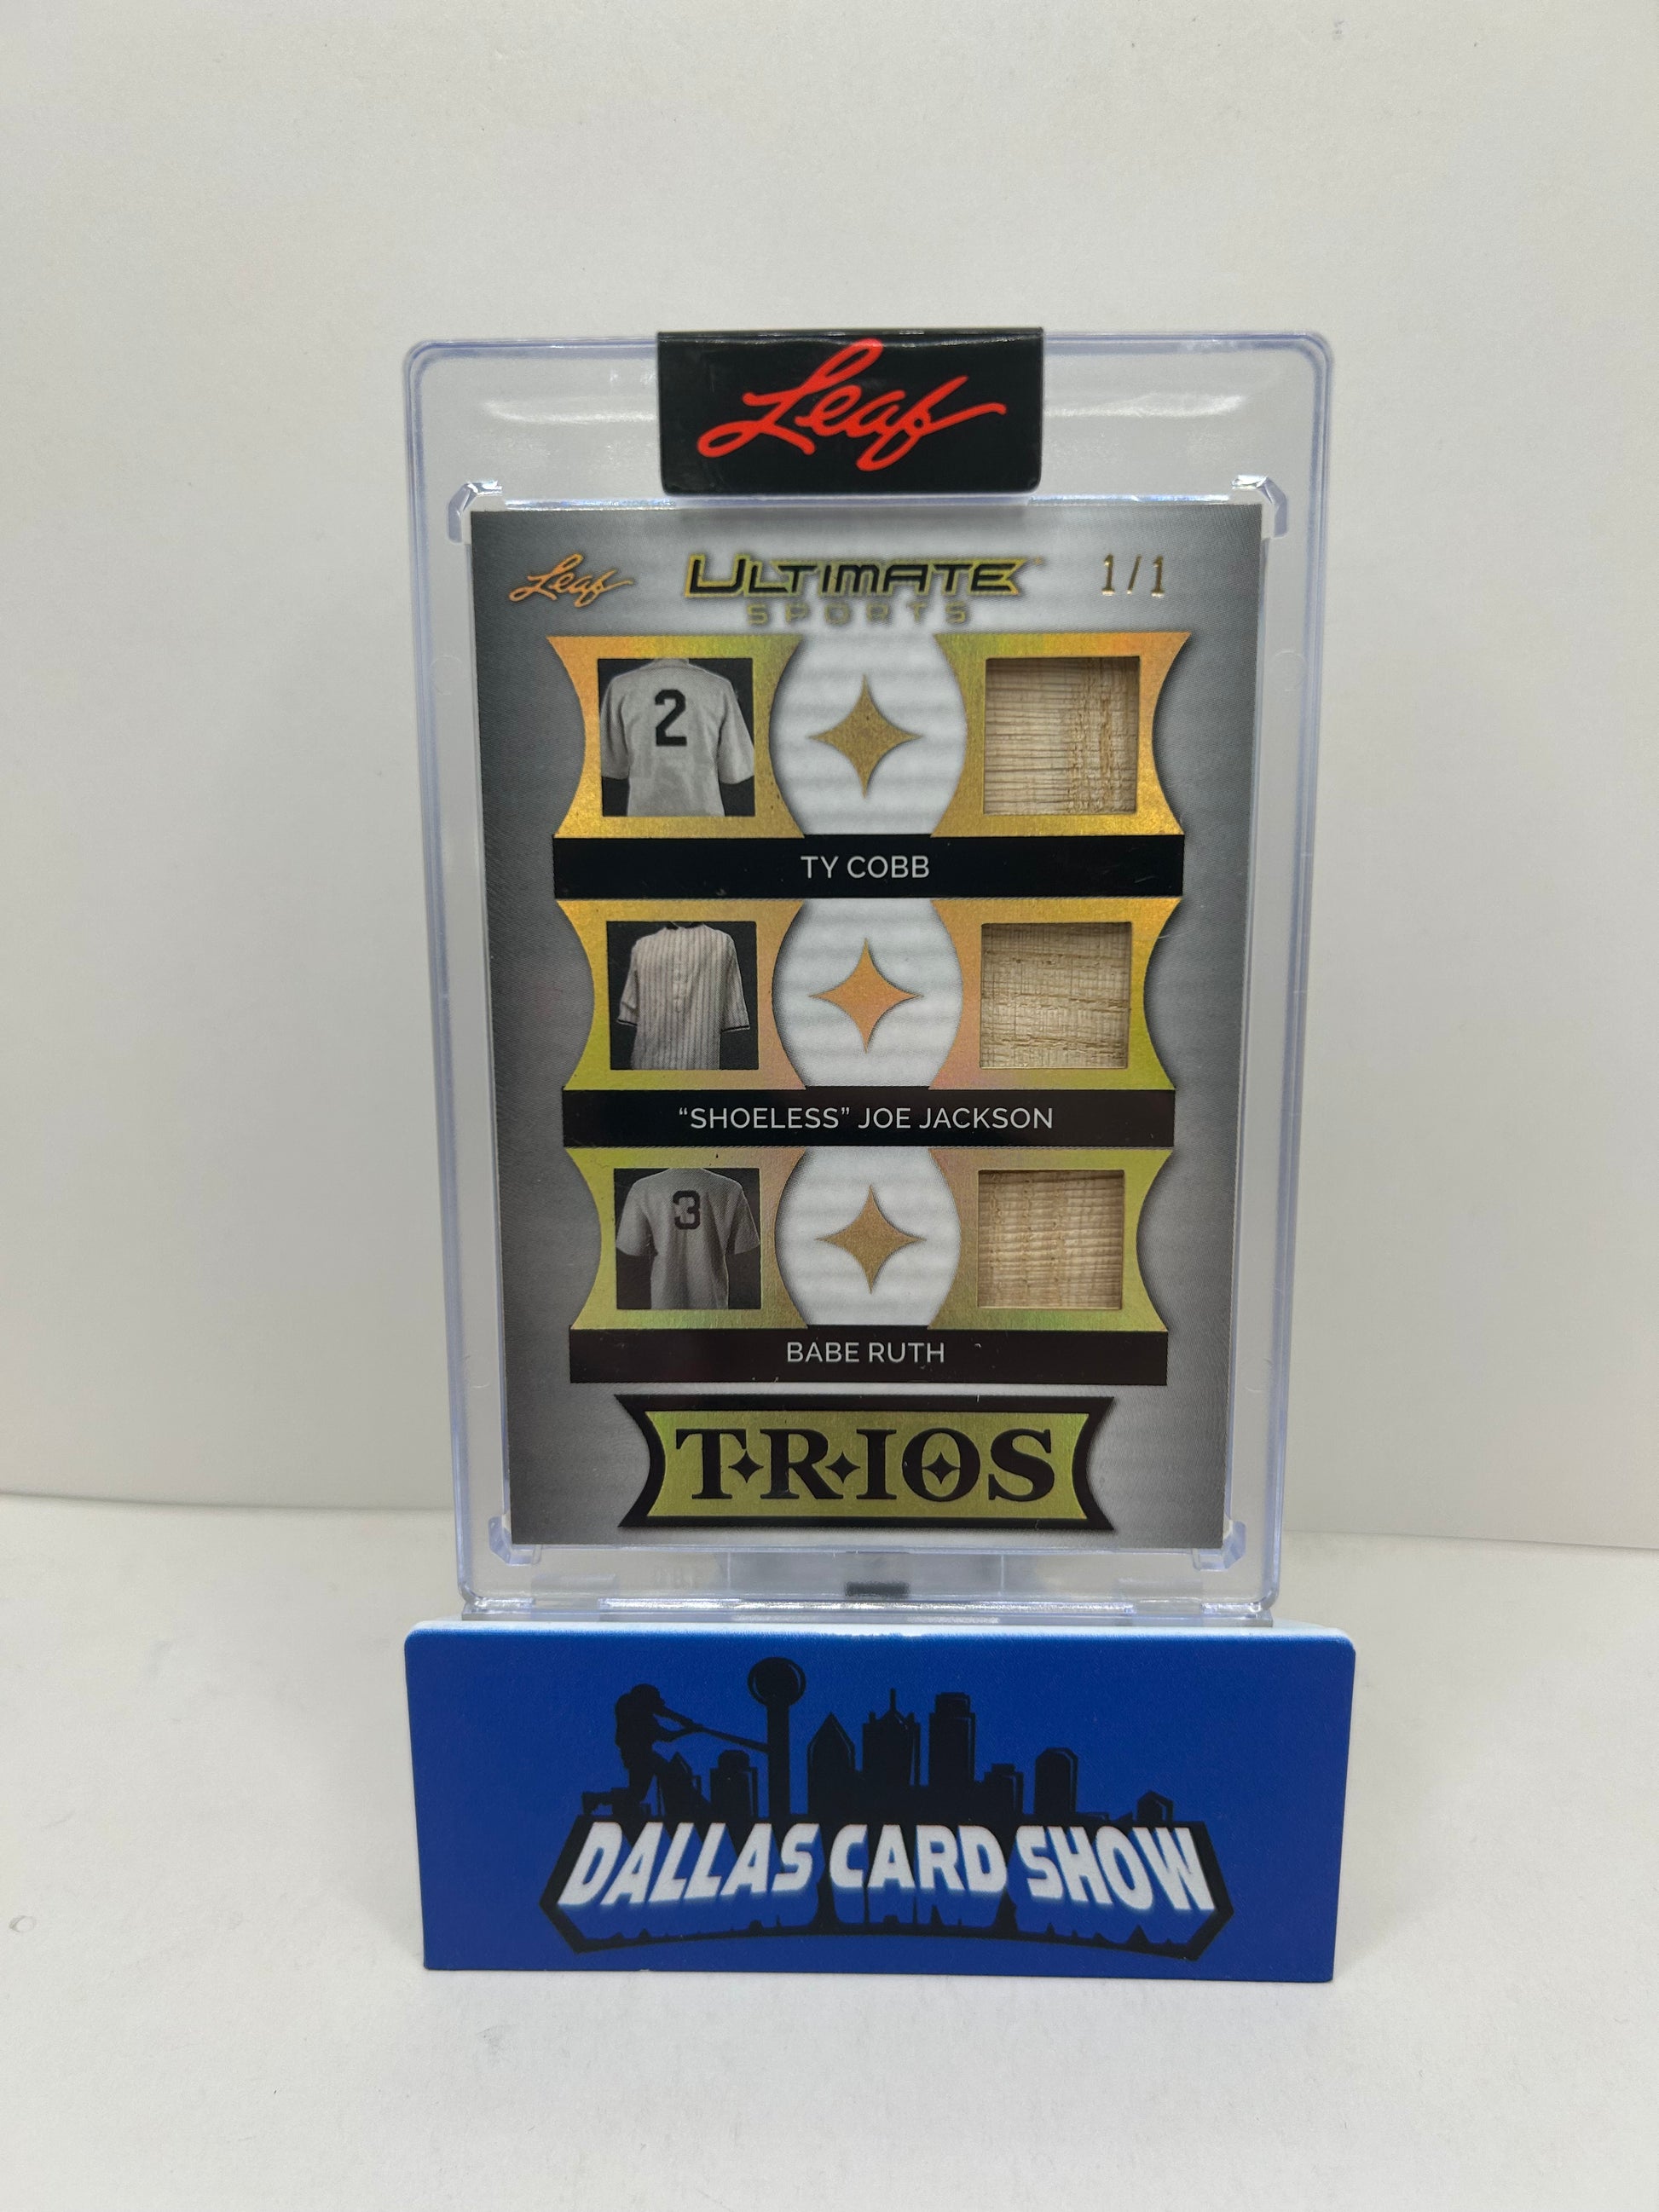 Leaf
Leaf
ULTIMATE
SPORTS
1/1
2
TY COBB
“SHOELESS” JOE JACKSON
3
BABE RUTH
TRIOS
DALLAS CARD SHOW